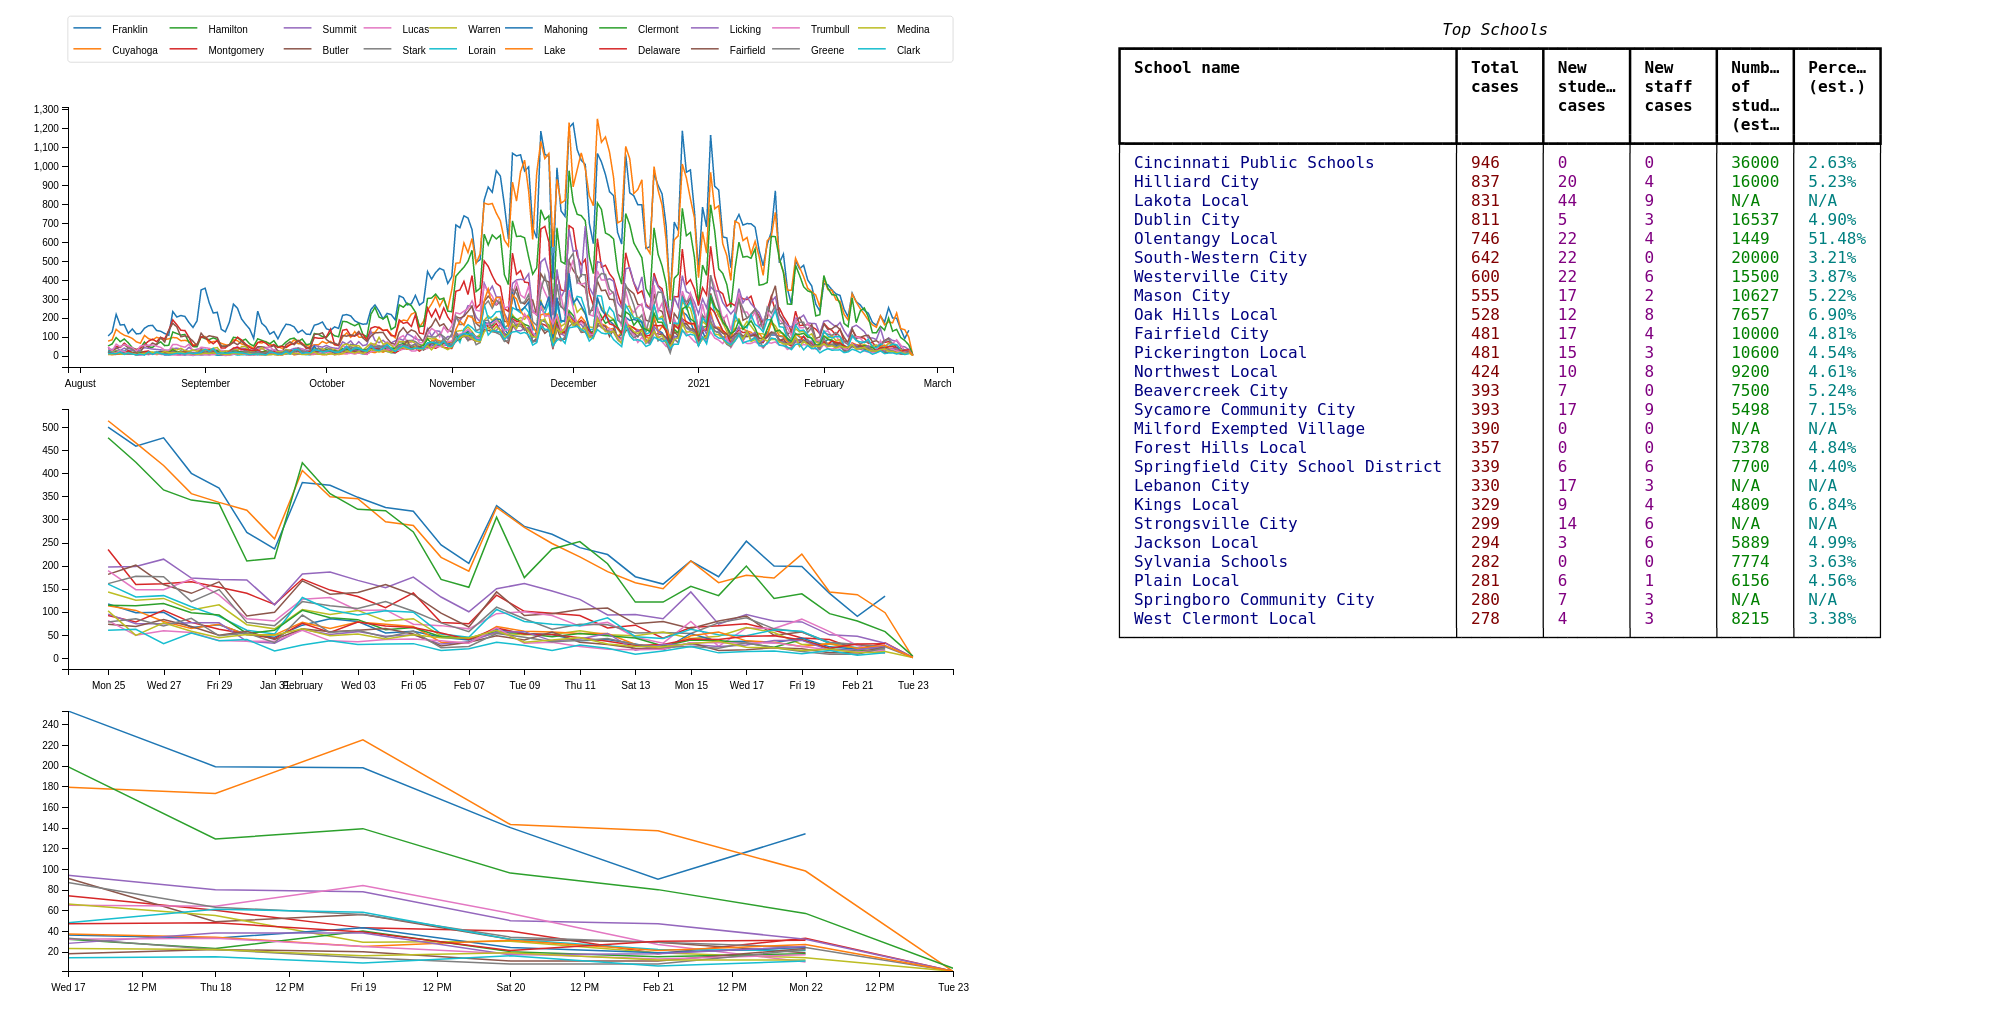 Franklin Hamilton Summit Lucas Warren Mahoning Clermont Licking Trumbull Medina
Cuyahoga Montgomery Butler Stark Lorain Lake Delaware Fairfield Greene Clark
1,300
1,200
1,100
1,000
900
800
700
600
500
400
300
200
100
0
August September October November December 2021 February March
500
450
400
350
300
250
200
150
100
50
0
Mon 25 Wed 27 Fri 29 Jan 31 February Wed 03 Fri 05 Feb 07 Tue 09 Thu 11 Sat 13 Mon 15 Wed 17 Fri 19 Feb 21 Tue 23
240
220
200
180
160
140
120
100
80
60
40
20
Wed 17 12 PM Thu 18 12 PM Fri 19 12 PM Sat 20 12 PM Feb 21 12 PM Mon 22 12 PM Tue 23
Top Schools
School name Total New New Numb… Perce…
cases stude… staff of (est.)
cases cases stud…
(est…
Cincinnati Public Schools 946 0 0 36000 2.63%
Hilliard City 837 20 4 16000 5.23%
Lakota Local 831 44 9 N/A N/A
Dublin City 811 5 3 16537 4.90%
Olentangy Local 746 22 4 1449 51.48%
South-Western City 642 22 0 20000 3.21%
Westerville City 600 22 6 15500 3.87%
Mason City 555 17 2 10627 5.22%
Oak Hills Local 528 12 8 7657 6.90%
Fairfield City 481 17 4 10000 4.81%
Pickerington Local 481 15 3 10600 4.54%
Northwest Local 424 10 8 9200 4.61%
Beavercreek City 393 7 0 7500 5.24%
Sycamore Community City 393 17 9 5498 7.15%
Milford Exempted Village 390 0 0 N/A N/A
Forest Hills Local 357 0 0 7378 4.84%
Springfield City School District 339 6 6 7700 4.40%
Lebanon City 330 17 3 N/A N/A
Kings Local 329 9 4 4809 6.84%
Strongsville City 299 14 6 N/A N/A
Jackson Local 294 3 6 5889 4.99%
Sylvania Schools 282 0 0 7774 3.63%
Plain Local 281 6 1 6156 4.56%
Springboro Community City 280 7 3 N/A N/A
West Clermont Local 278 4 3 8215 3.38%